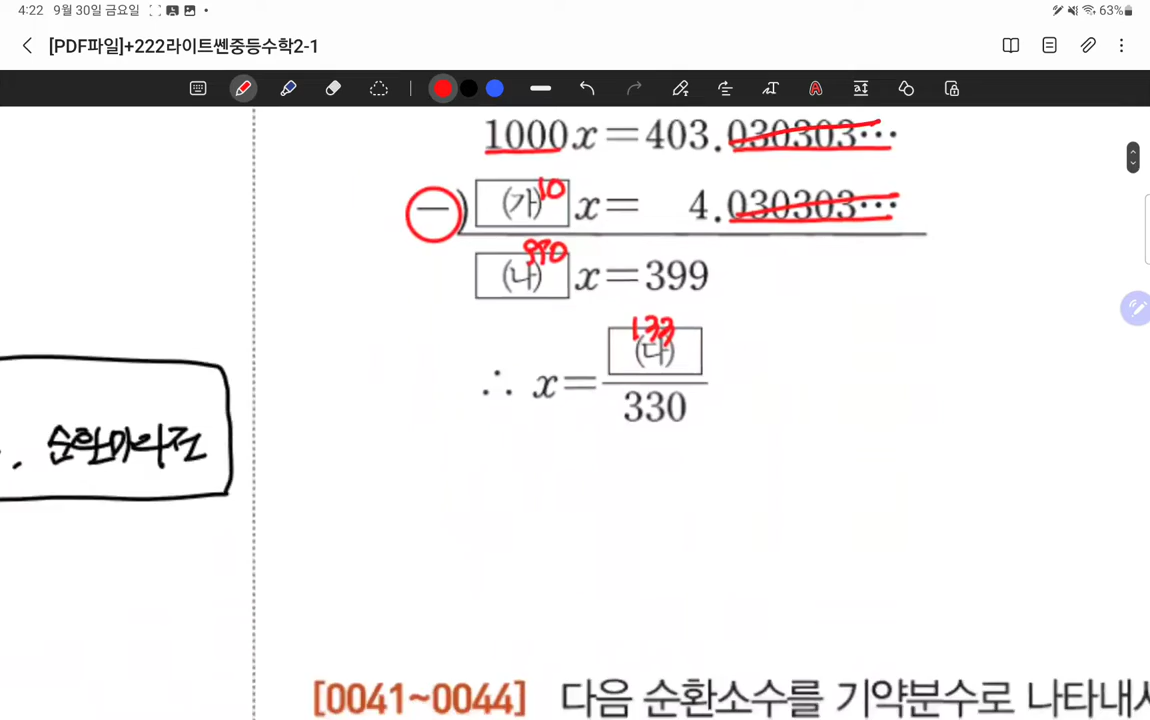 4:22 9월 30일 금요일 63%
[PDF파일]+222라이트쎈중등수학2-1
1000x=403.030303⋯
−) (가) 10 x= 4.030303⋯
(나) 990 x=399
133
∴ x= (다)
330
. 순환마디전
[0041~0044] 다음 순환소수를 기약분수로 나타내시